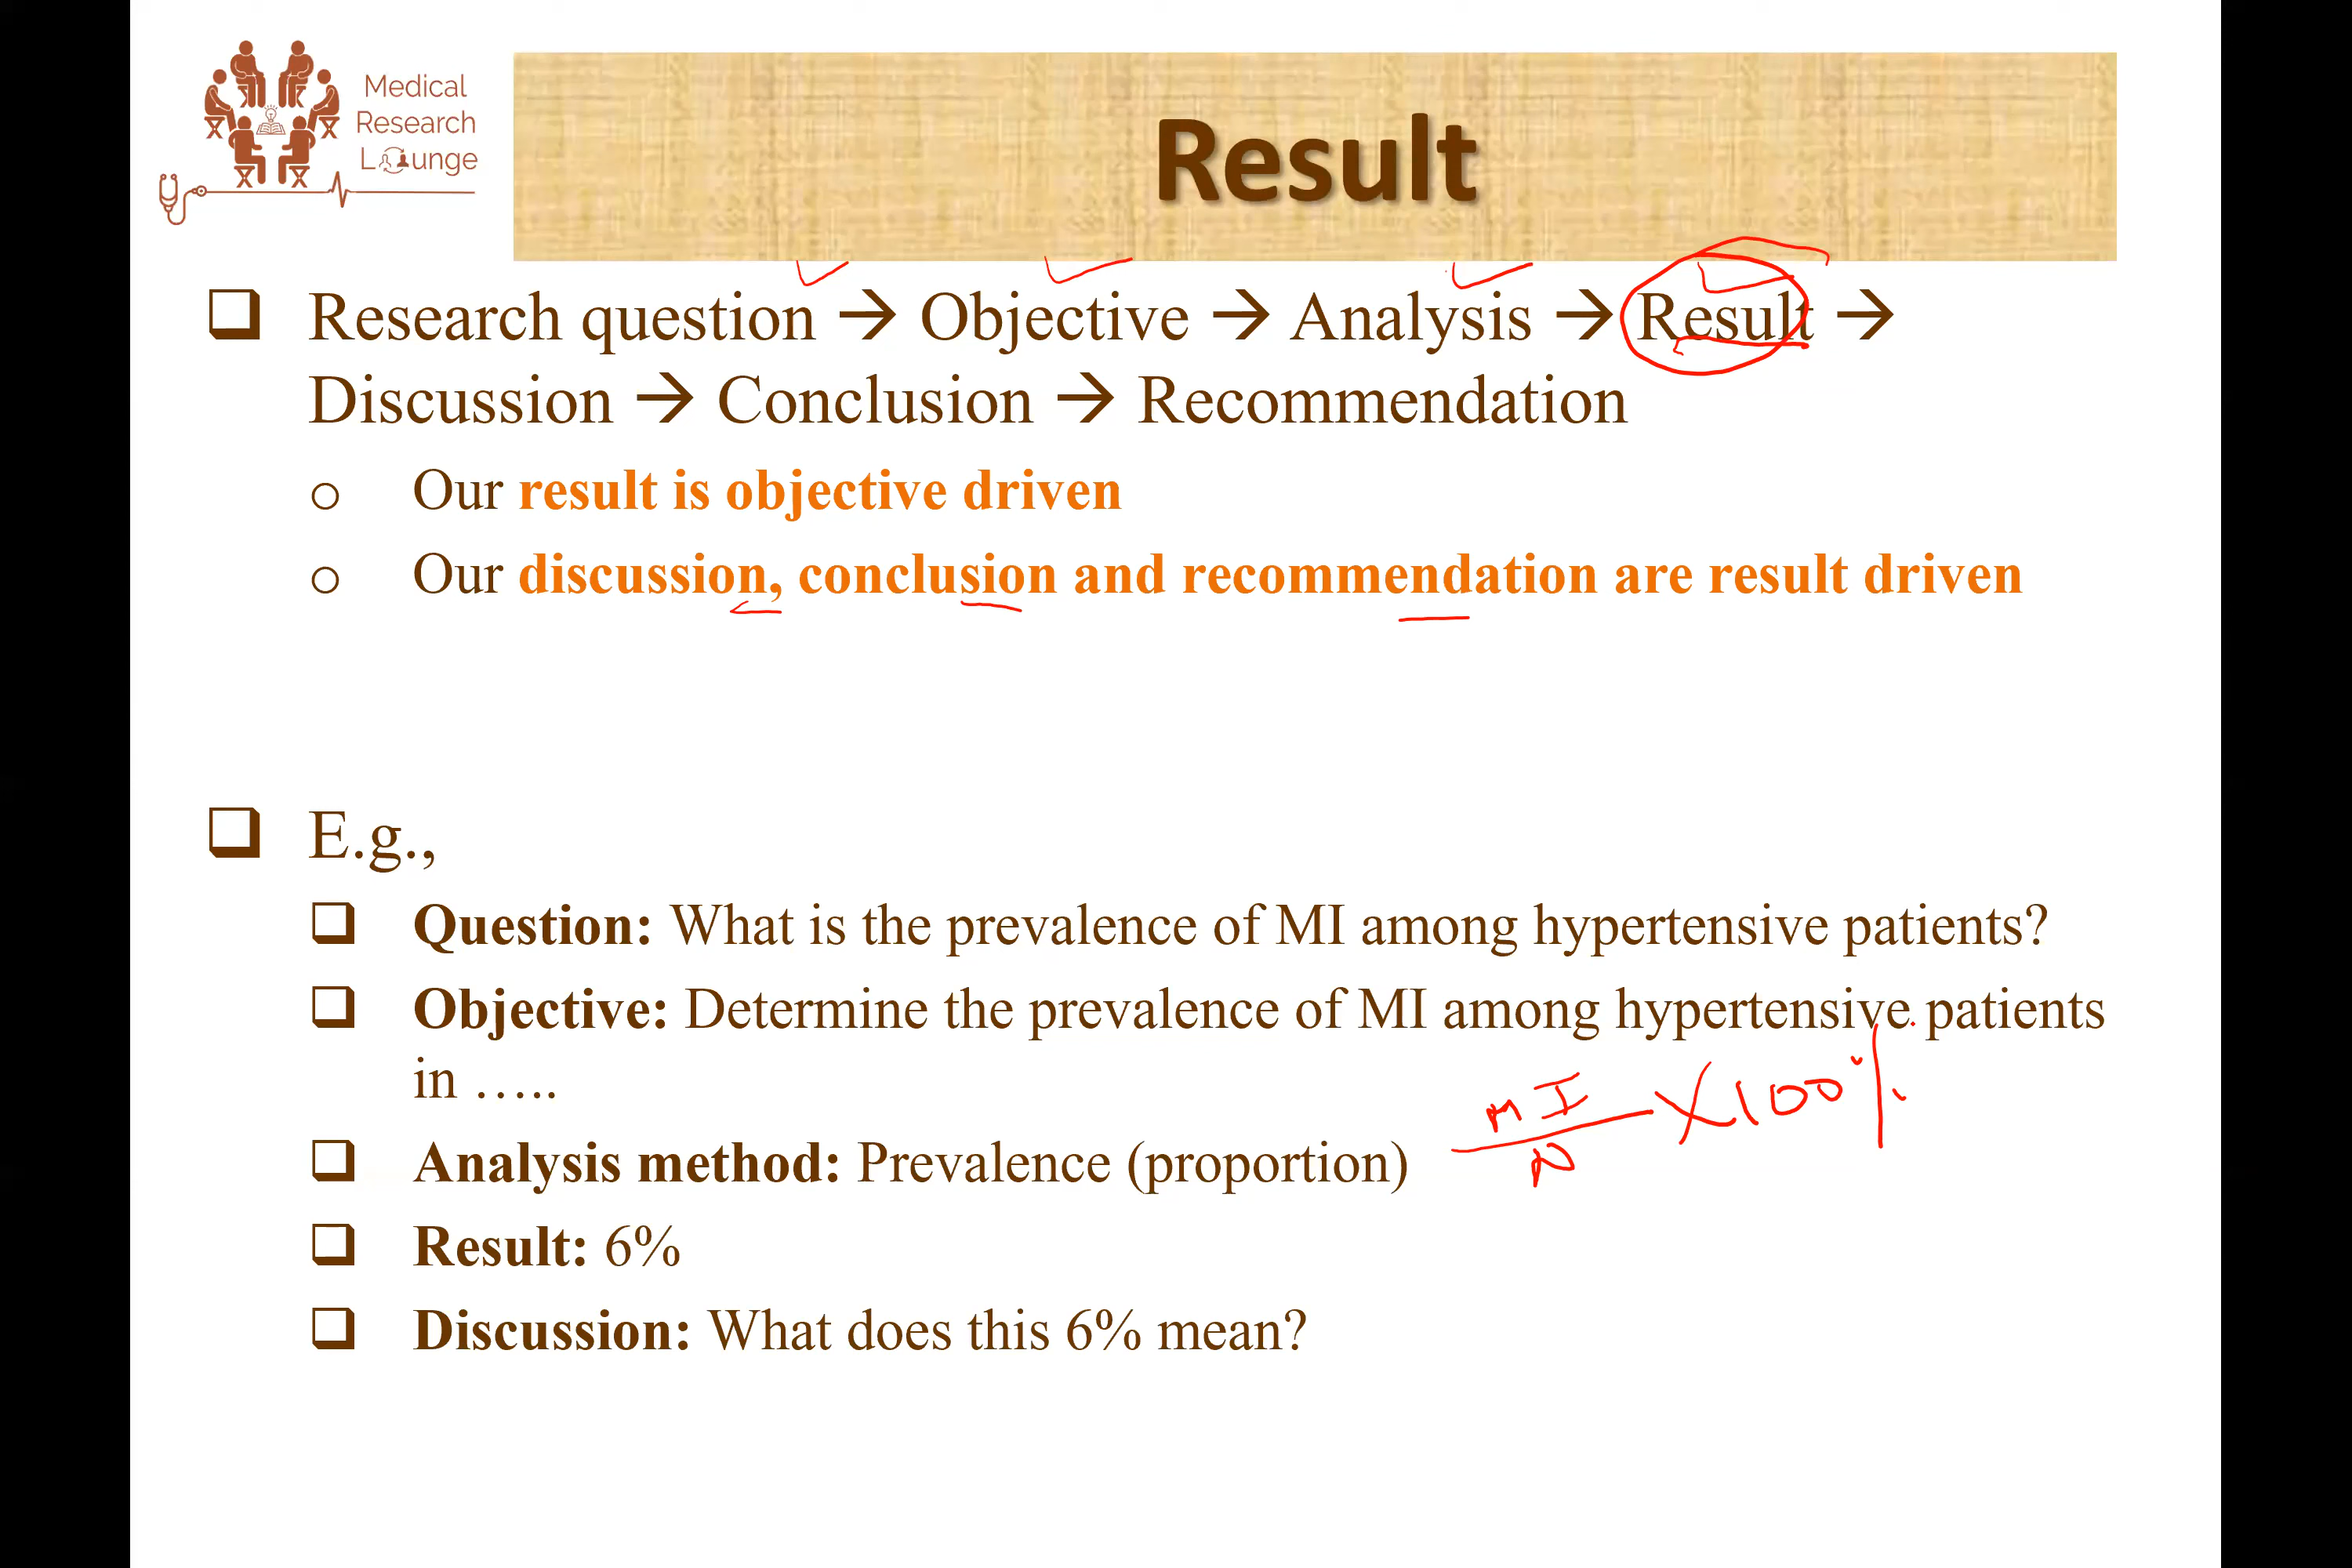 Medical
Research
Lounge
Result
Research question → Objective → Analysis → Result →
Discussion → Conclusion → Recommendation
Our result is objective driven
Our discussion, conclusion and recommendation are result driven
E.g.,
Question: What is the prevalence of MI among hypertensive patients?
Objective: Determine the prevalence of MI among hypertensive patients
in …..
MI
N
X 100%
Analysis method: Prevalence (proportion)
Result: 6%
Discussion: What does this 6% mean?